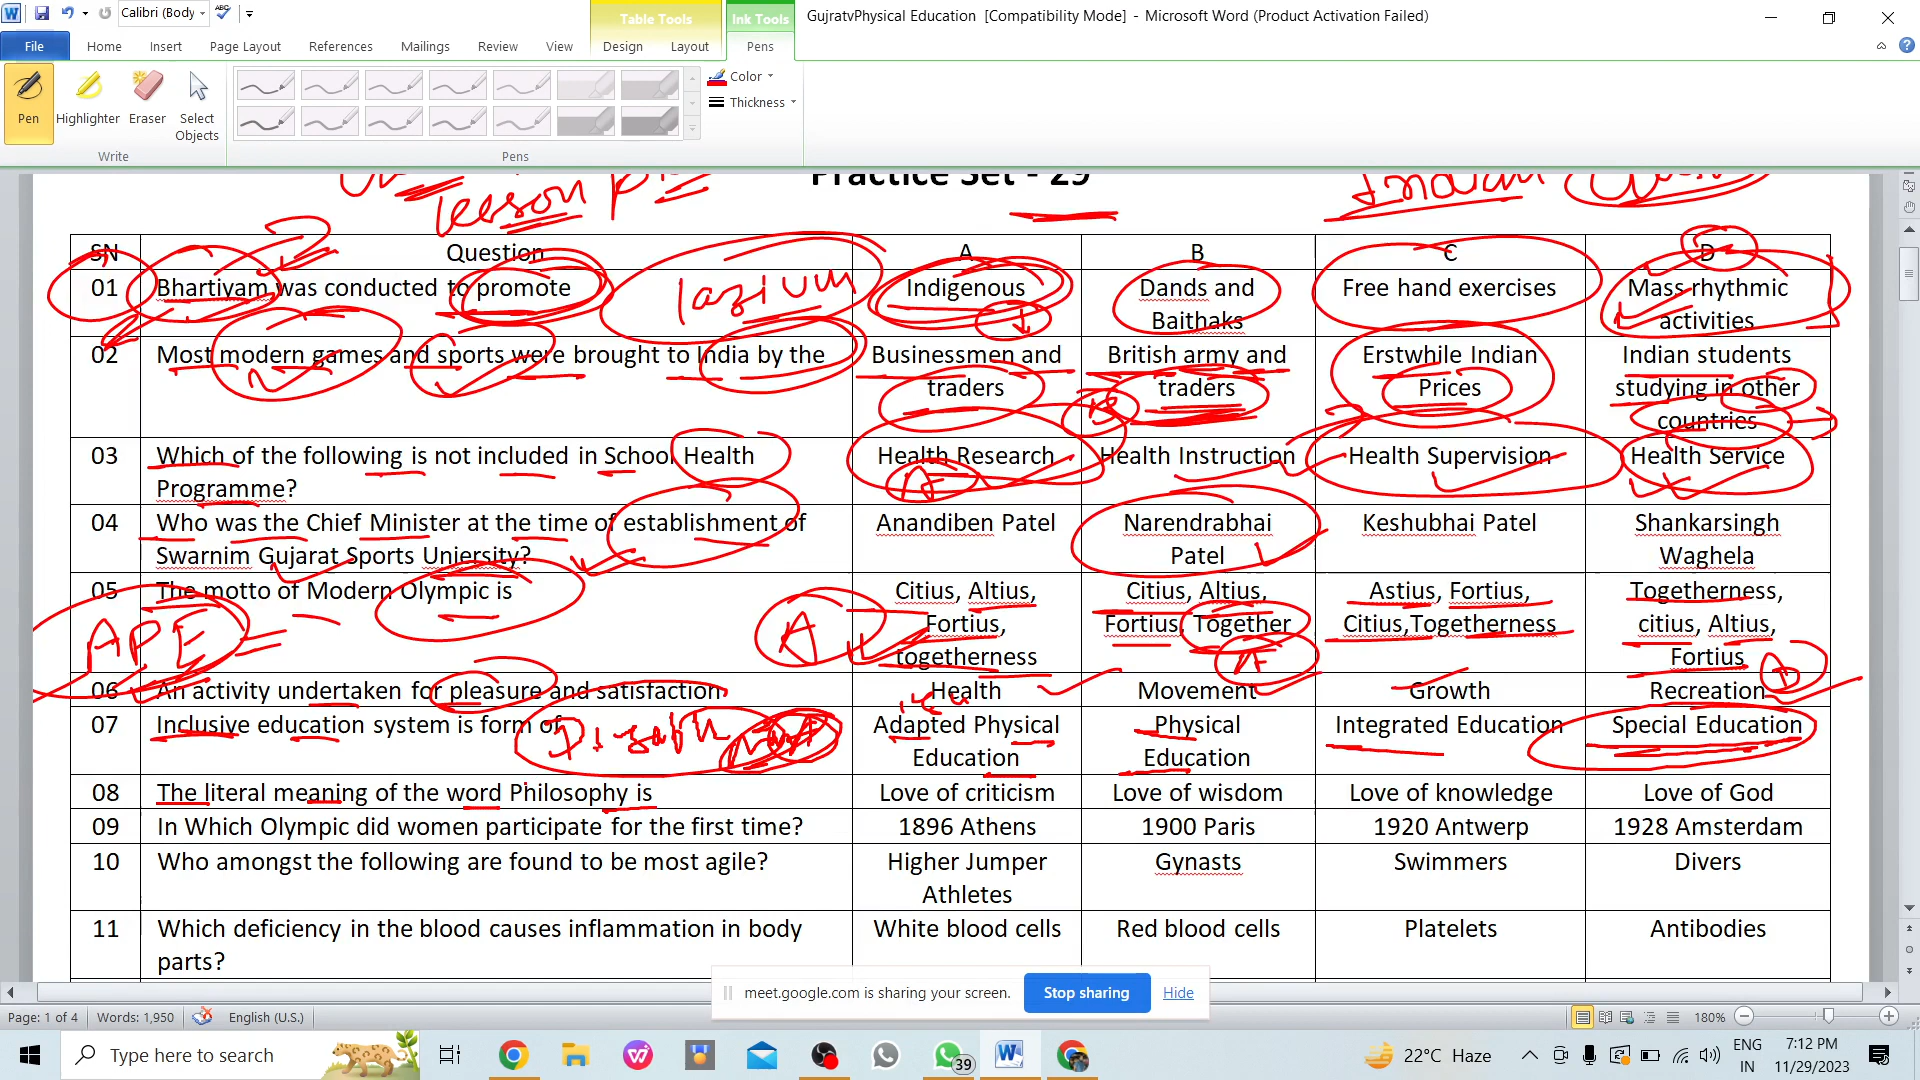 Calibri (Body
GujratvPhysical Education [Compatibility Mode] - Microsoft Word (Product Activation Failed)
Table Tools
Ink Tools
File Home Insert Page Layout References Mailings Review View Design Layout Pens
Pen Highlighter Eraser Select Objects
Color
Thickness
Write
Pens
Practice Set - 29
lesson
Indian
SN Question A B C D
01 Bhartiyam was conducted to promote Indigenous Dands and Baithaks Free hand exercises Mass rhythmic activities
lazium
02 Most modern games and sports were brought to India by the Businessmen and traders British army and traders Erstwhile Indian Prices Indian students studying in other countries
03 Which of the following is not included in School Health Programme? Health Research Health Instruction Health Supervision Health Service
A
04 Who was the Chief Minister at the time of establishment of Swarnim Gujarat Sports Uniersity? Anandiben Patel Narendrabhai Patel Keshubhai Patel Shankarsingh Waghela
05 The motto of Modern Olympic is Citius, Altius, Fortius, togetherness Citius, Altius, Fortius, Together Astius, Fortius, Citius,Togetherness Togetherness, citius, Altius, Fortius
APE
A
06 An activity undertaken for pleasure and satisfaction Health Movement Growth Recreation
07 Inclusive education system is form of Adapted Physical Education Physical Education Integrated Education Special Education
08 The literal meaning of the word Philosophy is Love of criticism Love of wisdom Love of knowledge Love of God
09 In Which Olympic did women participate for the first time? 1896 Athens 1900 Paris 1920 Antwerp 1928 Amsterdam
10 Who amongst the following are found to be most agile? Higher Jumper Athletes Gynasts Swimmers Divers
11 Which deficiency in the blood causes inflammation in body parts? White blood cells Red blood cells Platelets Antibodies
meet.google.com is sharing your screen. Stop sharing Hide
Page: 1 of 4 Words: 1,950 English (U.S.) 180%
Type here to search
39
22°C Haze
ENG
IN
7:12 PM
11/29/2023